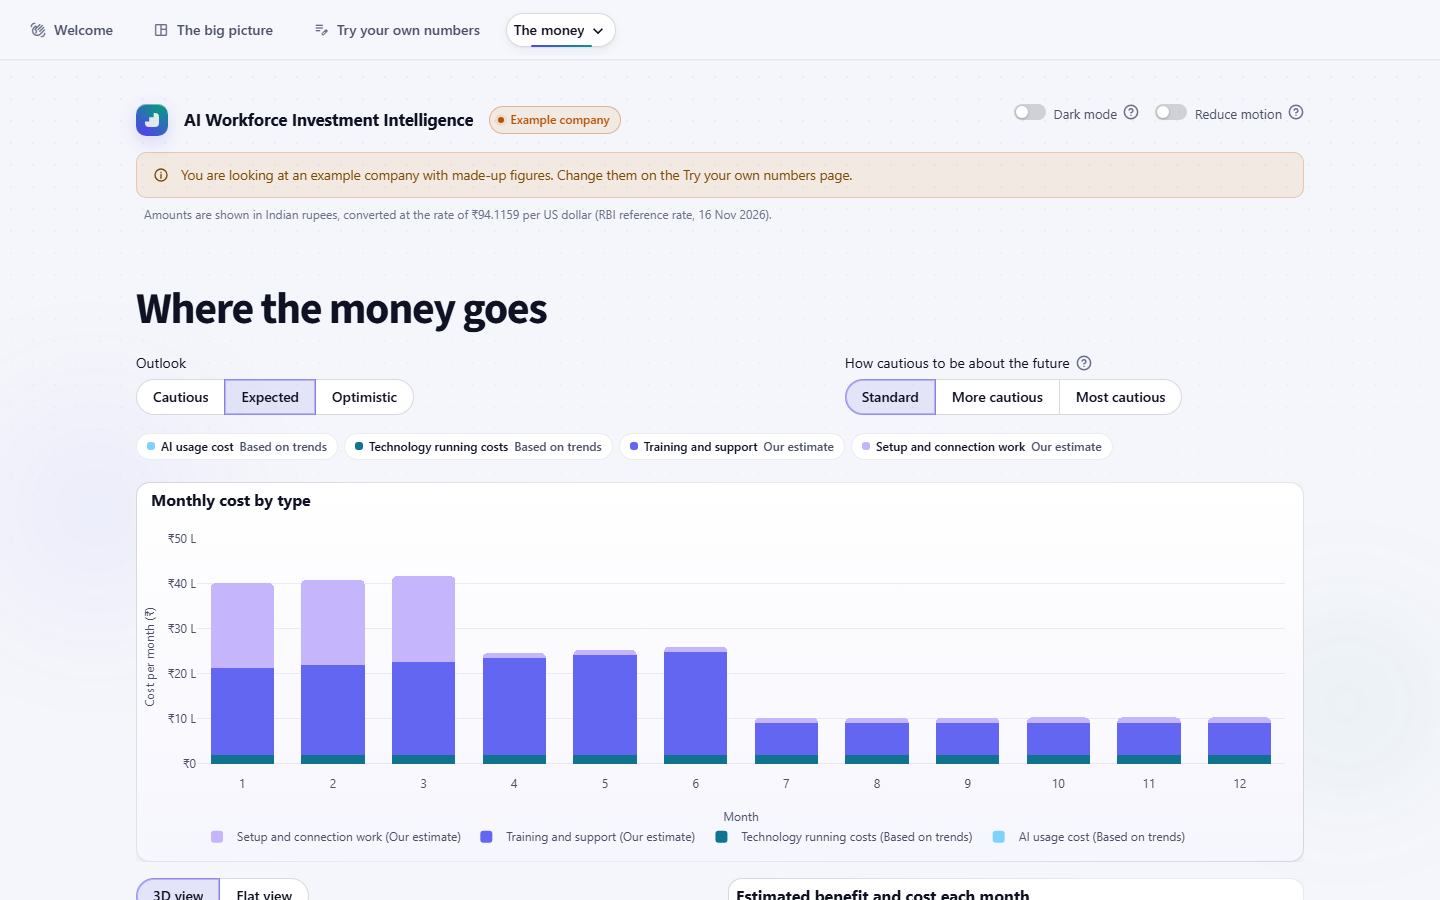 Welcome
The big picture
Try your own numbers
The money
AI Workforce Investment Intelligence
Example company
Dark mode
Reduce motion
You are looking at an example company with made-up figures. Change them on the Try your own numbers page.
Amounts are shown in Indian rupees, converted at the rate of ₹94.1159 per US dollar (RBI reference rate, 16 Nov 2026).
Where the money goes
Outlook
Cautious Expected Optimistic
How cautious to be about the future
Standard More cautious Most cautious
AI usage cost Based on trends
Technology running costs Based on trends
Training and support Our estimate
Setup and connection work Our estimate
Monthly cost by type
₹50 L
₹40 L
₹30 L
₹20 L
₹10 L
₹0
Cost per month (₹)
1 2 3 4 5 6 7 8 9 10 11 12
Month
Setup and connection work (Our estimate) Training and support (Our estimate) Technology running costs (Based on trends) AI usage cost (Based on trends)
3D view Flat view
Estimated benefit and cost each month